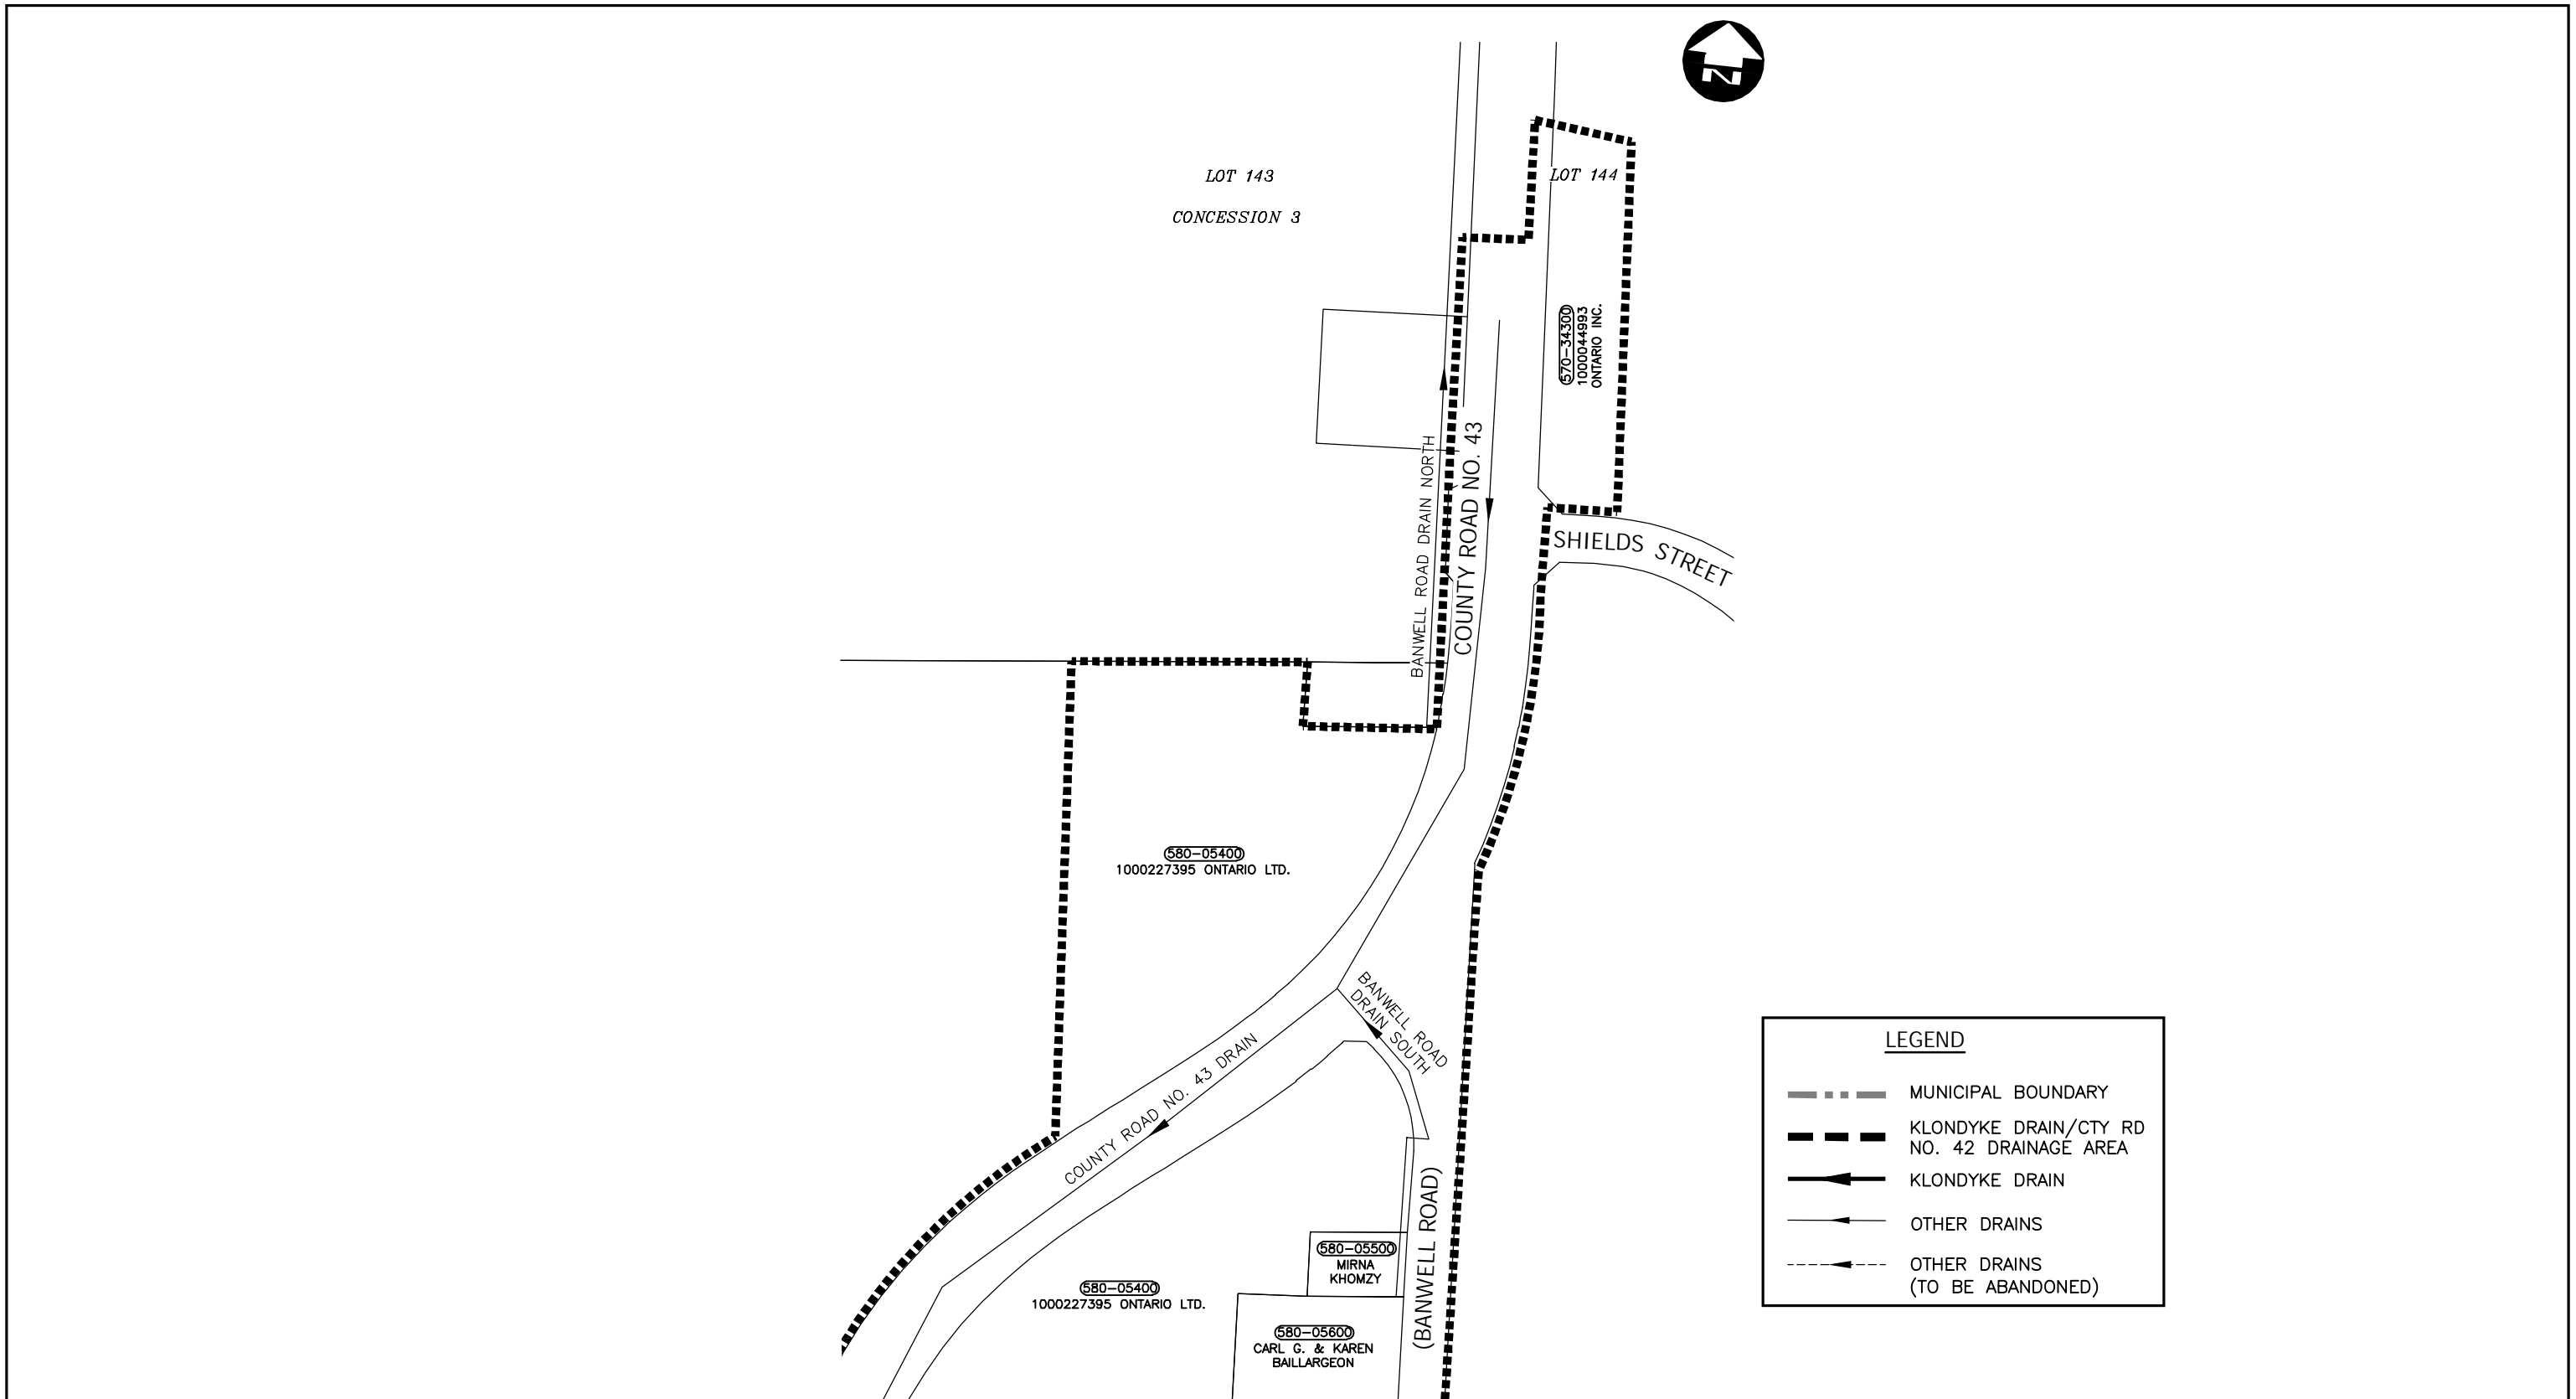 N
LOT 143
CONCESSION 3
LOT 144
570-34300
1000044993
ONTARIO INC.
BANWELL ROAD DRAIN NORTH
COUNTY ROAD NO. 43
SHIELDS STREET
580-05400
1000227395 ONTARIO LTD.
BANWELL ROAD
DRAIN SOUTH
COUNTY ROAD NO. 43 DRAIN
(BANWELL ROAD)
580-05500
MIRNA
KHOMZY
580-05400
1000227395 ONTARIO LTD.
580-05600
CARL G. & KAREN
BAILLARGEON
LEGEND
MUNICIPAL BOUNDARY
KLONDYKE DRAIN/CTY RD
NO. 42 DRAINAGE AREA
KLONDYKE DRAIN
OTHER DRAINS
OTHER DRAINS
(TO BE ABANDONED)